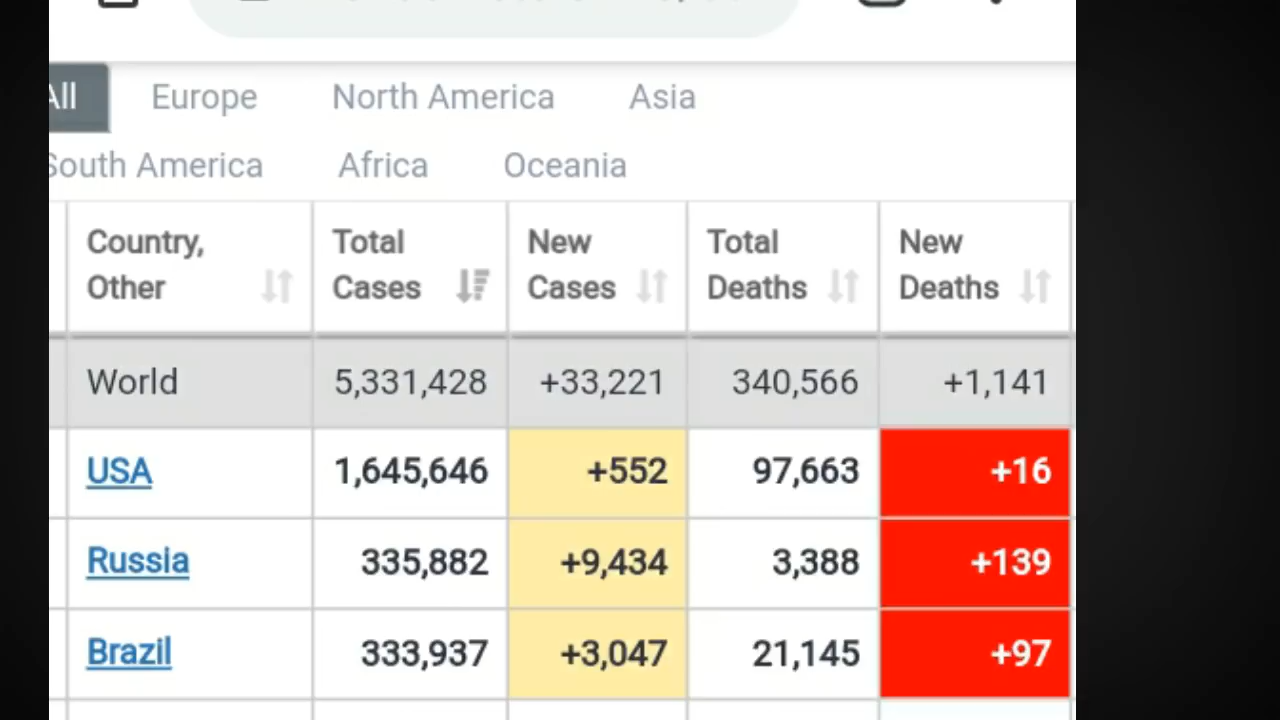 All Europe North America Asia
South America Africa Oceania
Country, Other Total Cases New Cases Total Deaths New Deaths
World 5,331,428 +33,221 340,566 +1,141
USA 1,645,646 +552 97,663 +16
Russia 335,882 +9,434 3,388 +139
Brazil 333,937 +3,047 21,145 +97